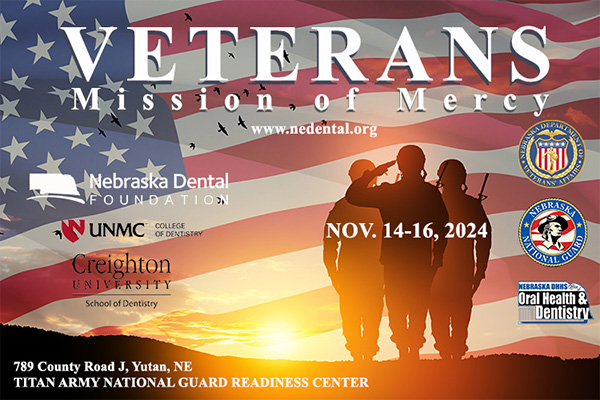 VETERANS
Mission of Mercy
www.nedental.org
NEBRASKA DEPARTMENT OF
VETERANS' AFFAIRS
Nebraska Dental
FOUNDATION
UNMC
COLLEGE
OF DENTISTRY
NOV. 14-16, 2024
NEBRASKA
NATIONAL GUARD
Creighton
UNIVERSITY
School of Dentistry
NEBRASKA DHHS
Oral Health &
Dentistry
789 County Road J, Yutan, NE
TITAN ARMY NATIONAL GUARD READINESS CENTER